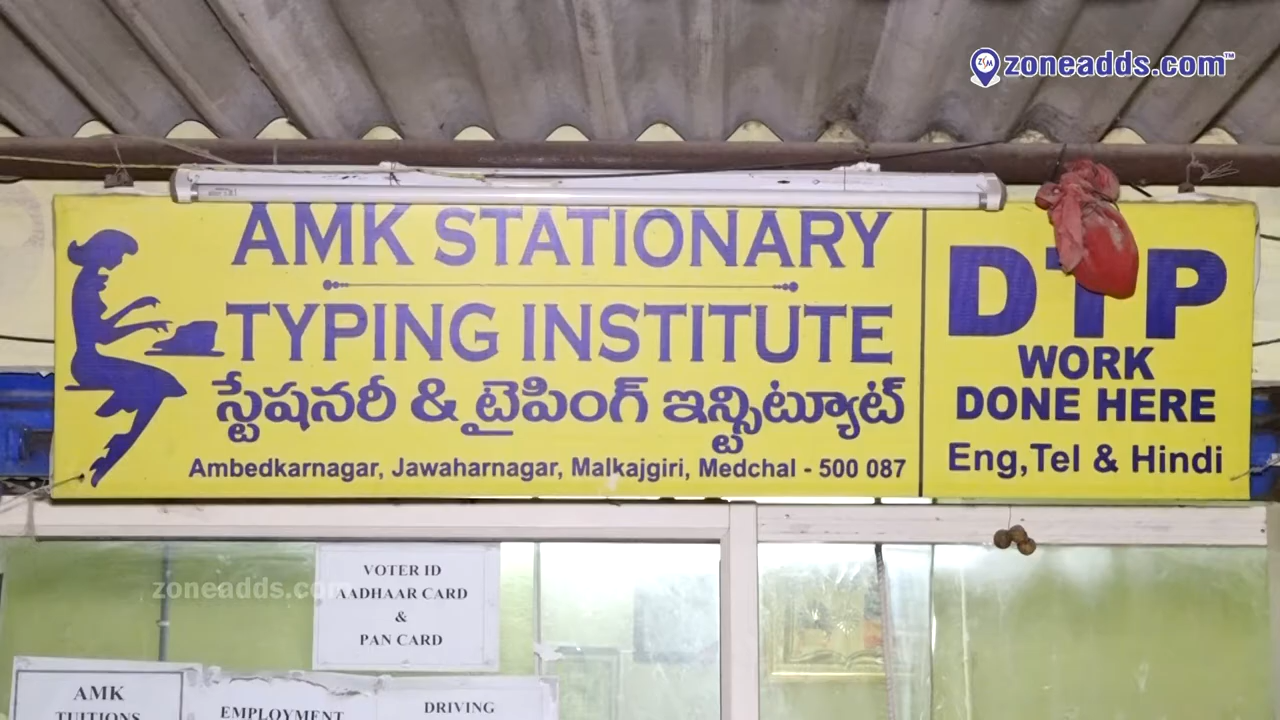 zoneadds.com™
AMK STATIONARY
TYPING INSTITUTE
స్టేషనరీ & టైపింగ్ ఇన్స్టిట్యూట్
Ambedkarnagar, Jawaharnagar, Malkajgiri, Medchal - 500 087
DTP
WORK
DONE HERE
Eng,Tel & Hindi
zoneadds.com
VOTER ID
AADHAAR CARD
&
PAN CARD
AMK
TUITIONS
EMPLOYMENT
DRIVING